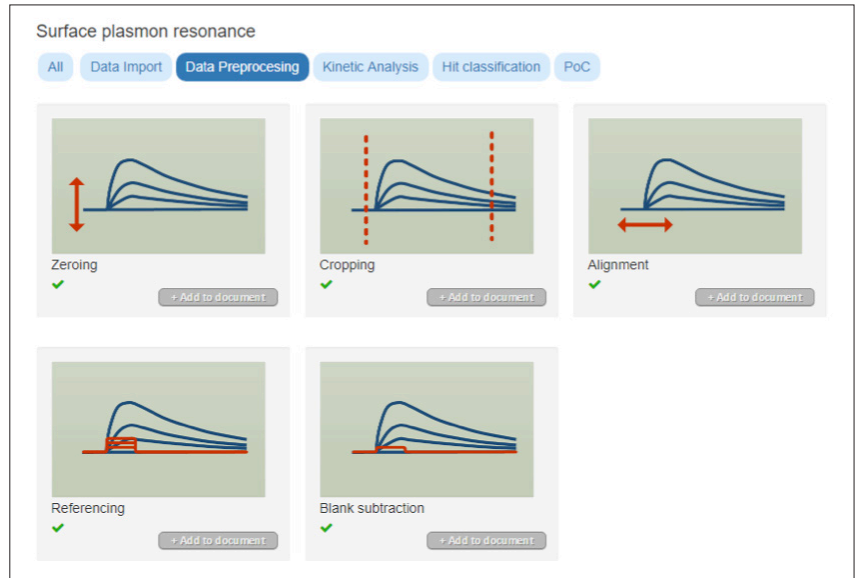 Surface plasmon resonance
All Data Import Data Preprocesing Kinetic Analysis Hit classification PoC
Zeroing
+ Add to document
Cropping
+ Add to document
Alignment
+ Add to document
Referencing
+ Add to document
Blank subtraction
+ Add to document